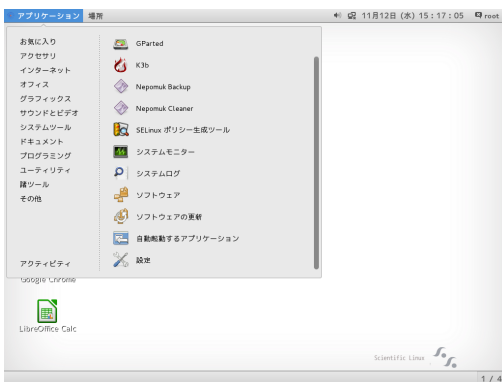 アプリケーション 場所 11月12日 (水) 15:17:05 root
お気に入り
アクセサリ
インターネット
オフィス
グラフィックス
サウンドとビデオ
システムツール
ドキュメント
プログラミング
ユーティリティ
諸ツール
その他
アクティビティ
GParted
K3b
Nepomuk Backup
Nepomuk Cleaner
SELinux ポリシー生成ツール
システムモニター
システムログ
ソフトウェア
ソフトウェアの更新
自動起動するアプリケーション
設定
Google Chrome
LibreOffice Calc
Scientific Linux
1 / 4